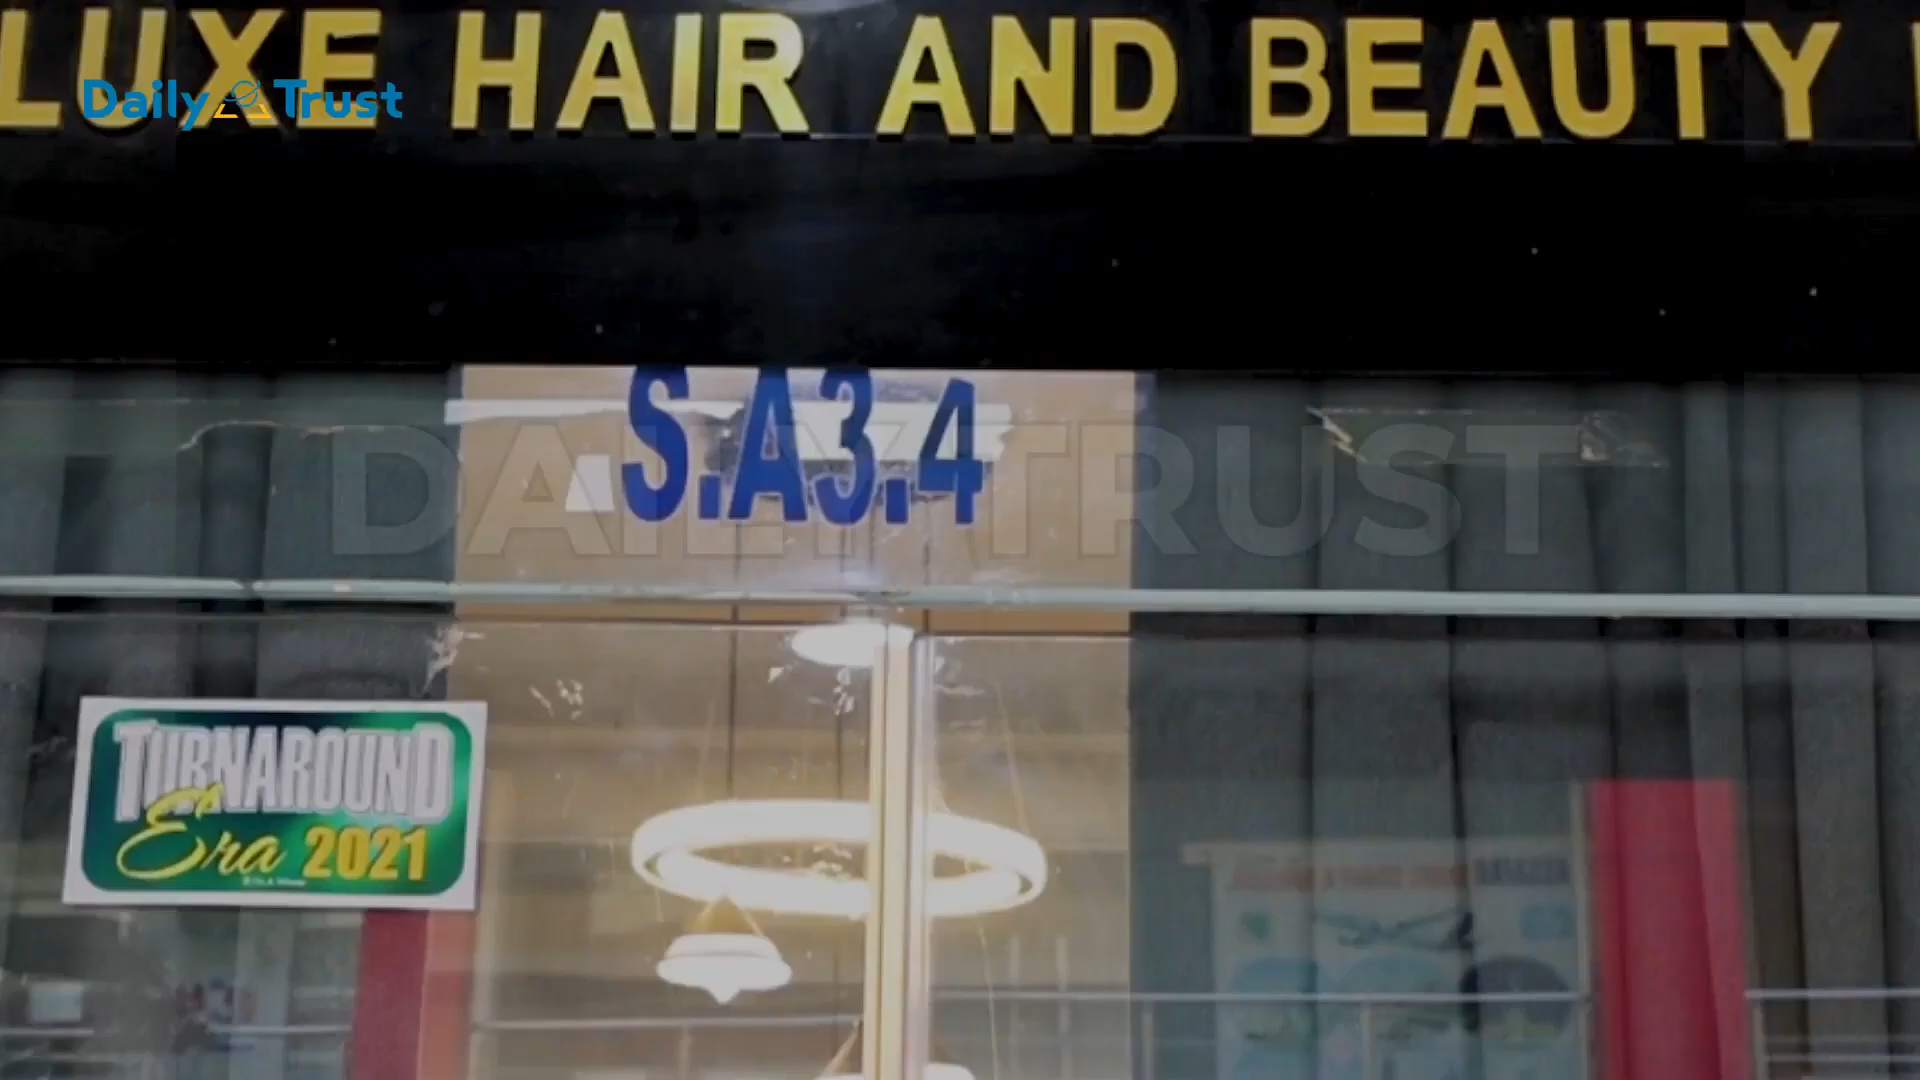 LUXE HAIR AND BEAUTY
Daily Trust
S.A3.4
DAILY TRUST
TURNAROUND
Era 2021